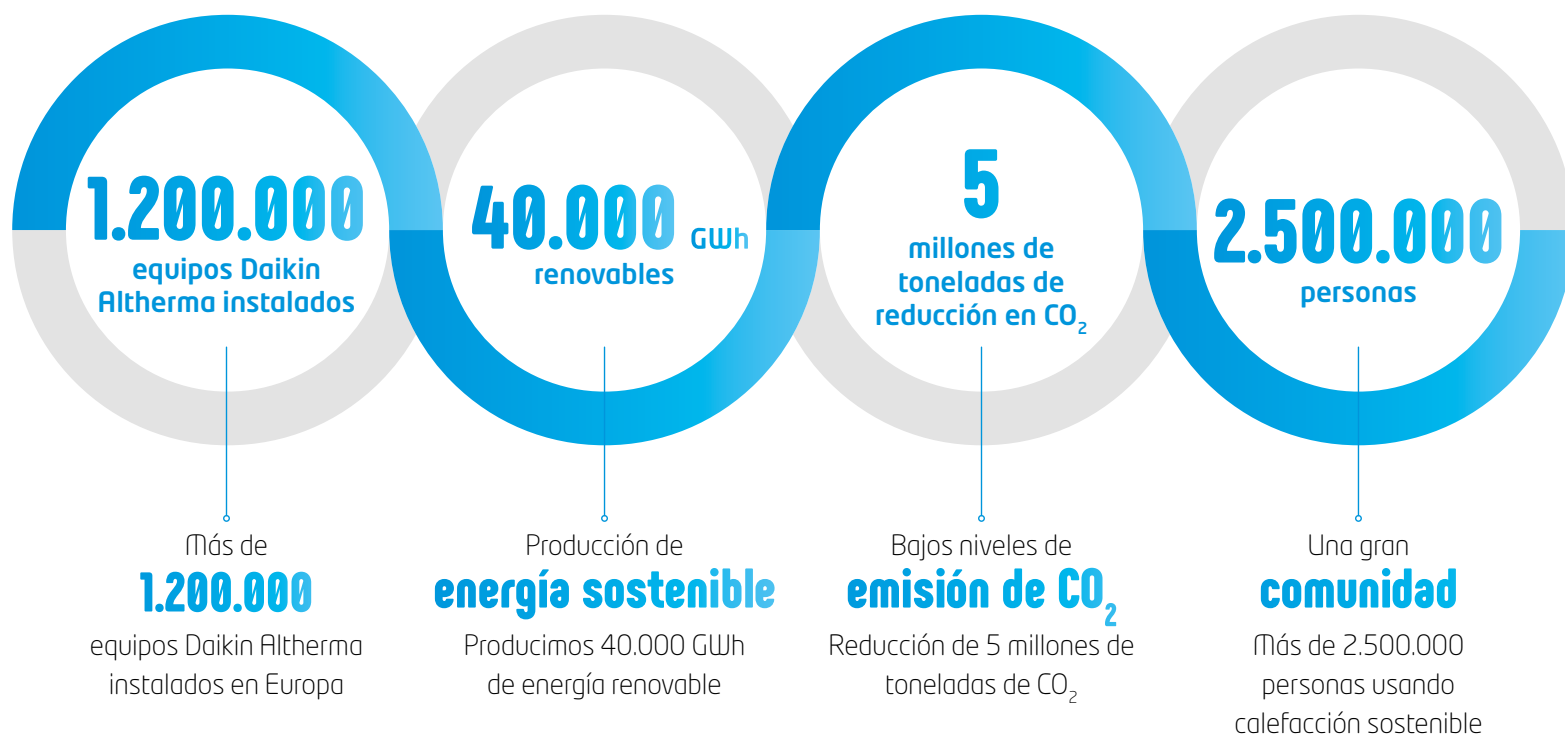 1.200.000
equipos Daikin
Altherma instalados
40.000 GWh
renovables
5
millones de
toneladas de
reducción en CO₂
2.500.000
personas
Más de
1.200.000
equipos Daikin Altherma
instalados en Europa
Producción de
energía sostenible
Producimos 40.000 GWh
de energía renovable
Bajos niveles de
emisión de CO₂
Reducción de 5 millones de
toneladas de CO₂
Una gran
comunidad
Más de 2.500.000
personas usando
calefacción sostenible